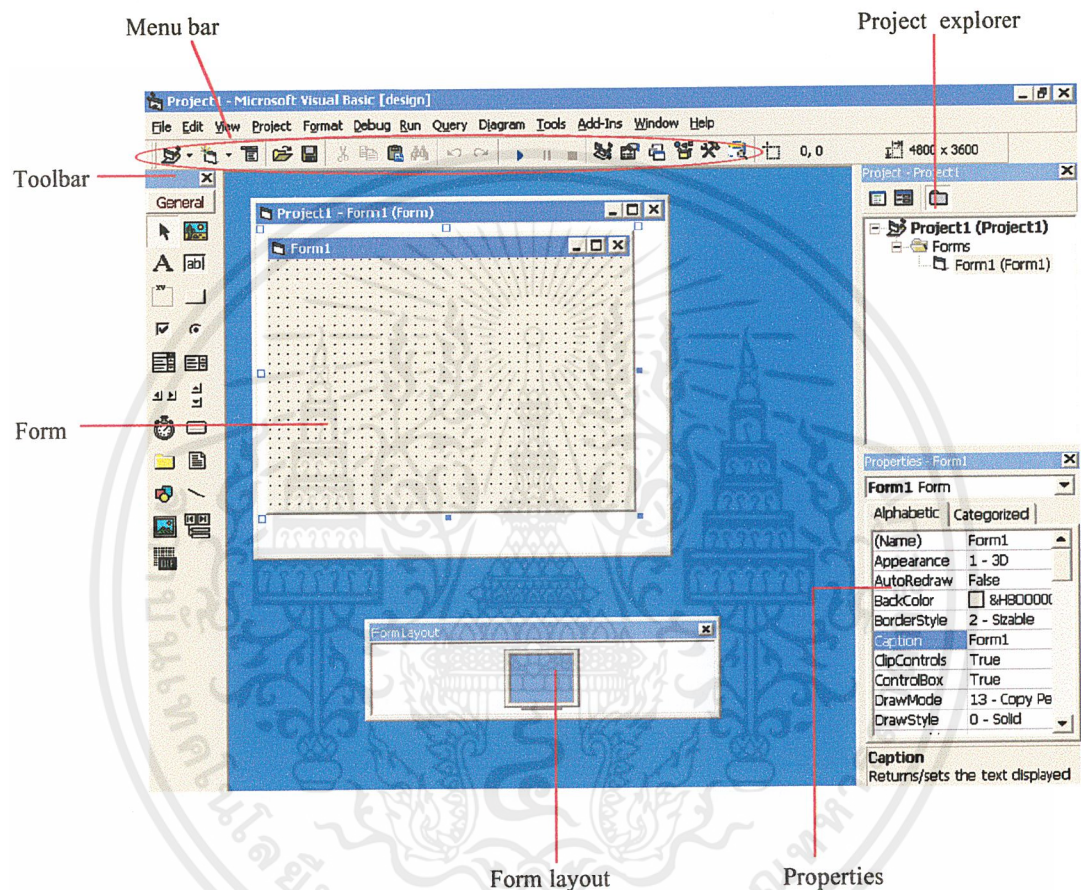 Menu bar
Project explorer
Project1 - Microsoft Visual Basic [design]
File Edit View Project Format Debug Run Query Diagram Tools Add-Ins Window Help
0, 0
4800 x 3600
Toolbar
General
Project - Project1
Project1 (Project1)
Forms
Form1 (Form1)
Project1 - Form1 (Form)
Form1
Form
Properties - Form1
Form1 Form
Alphabetic Categorized
(Name) Form1
Appearance 1 - 3D
AutoRedraw False
BackColor &H800000
BorderStyle 2 - Sizable
Caption Form1
ClipControls True
ControlBox True
DrawMode 13 - Copy Pe
DrawStyle 0 - Solid
Caption
Returns/sets the text displayed
Form Layout
Form layout
Properties